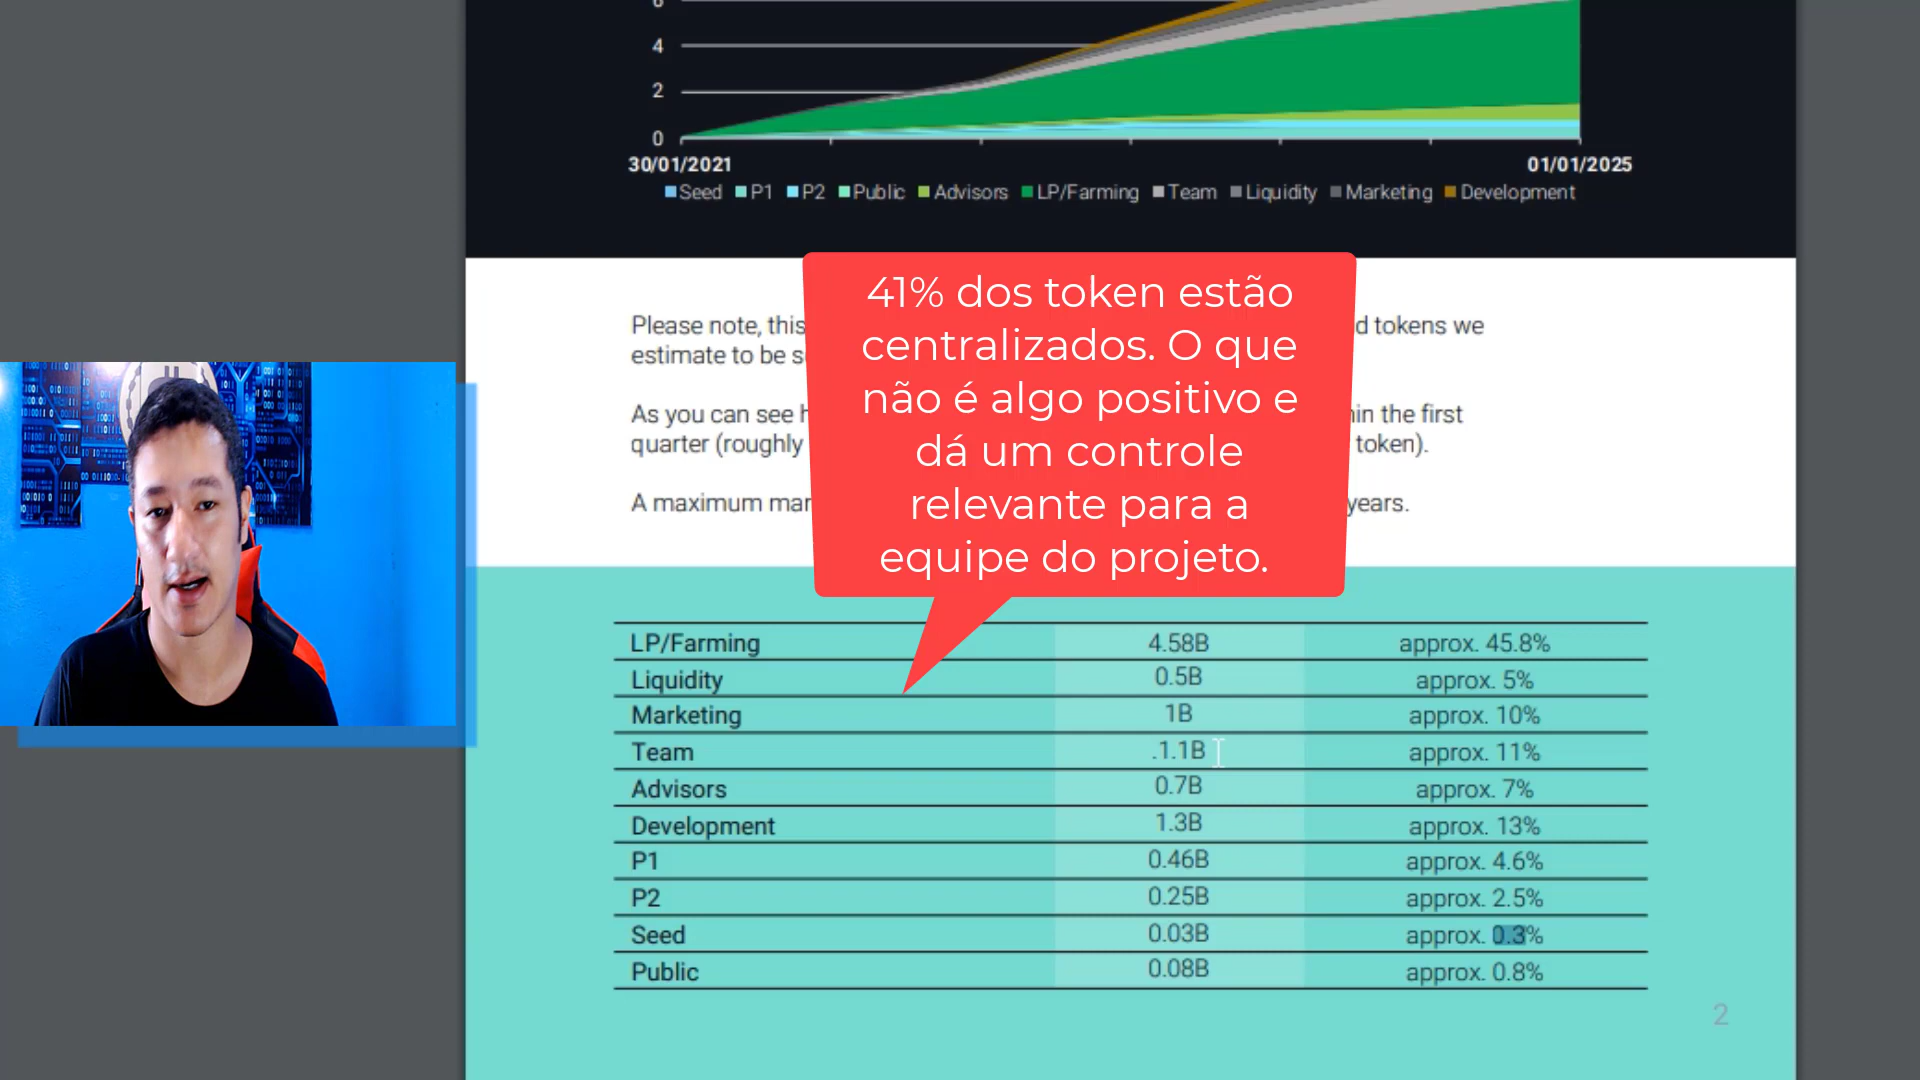 6
4
2
0
30/01/2021 01/01/2025
Seed P1 P2 Public Advisors LP/Farming Team Liquidity Marketing Development
41% dos token estão
centralizados. O que
não é algo positivo e
dá um controle
relevante para a
equipe do projeto.
Please note, this d tokens we
estimate to be s
As you can see h in the first
quarter (roughly token).
A maximum mar years.
LP/Farming 4.58B approx. 45.8%
Liquidity 0.5B approx. 5%
Marketing 1B approx. 10%
Team .1.1B approx. 11%
Advisors 0.7B approx. 7%
Development 1.3B approx. 13%
P1 0.46B approx. 4.6%
P2 0.25B approx. 2.5%
Seed 0.03B approx. 0.3%
Public 0.08B approx. 0.8%
2